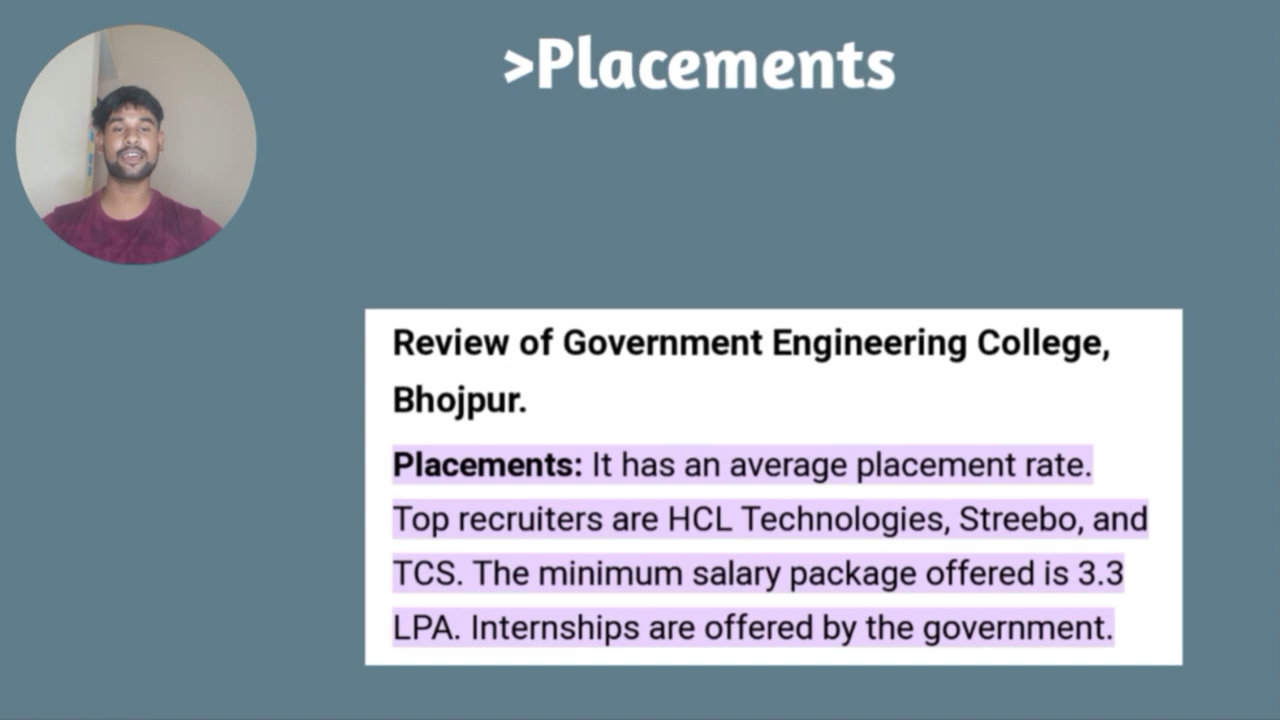 >Placements
Review of Government Engineering College,
Bhojpur.
Placements: It has an average placement rate.
Top recruiters are HCL Technologies, Streebo, and
TCS. The minimum salary package offered is 3.3
LPA. Internships are offered by the government.